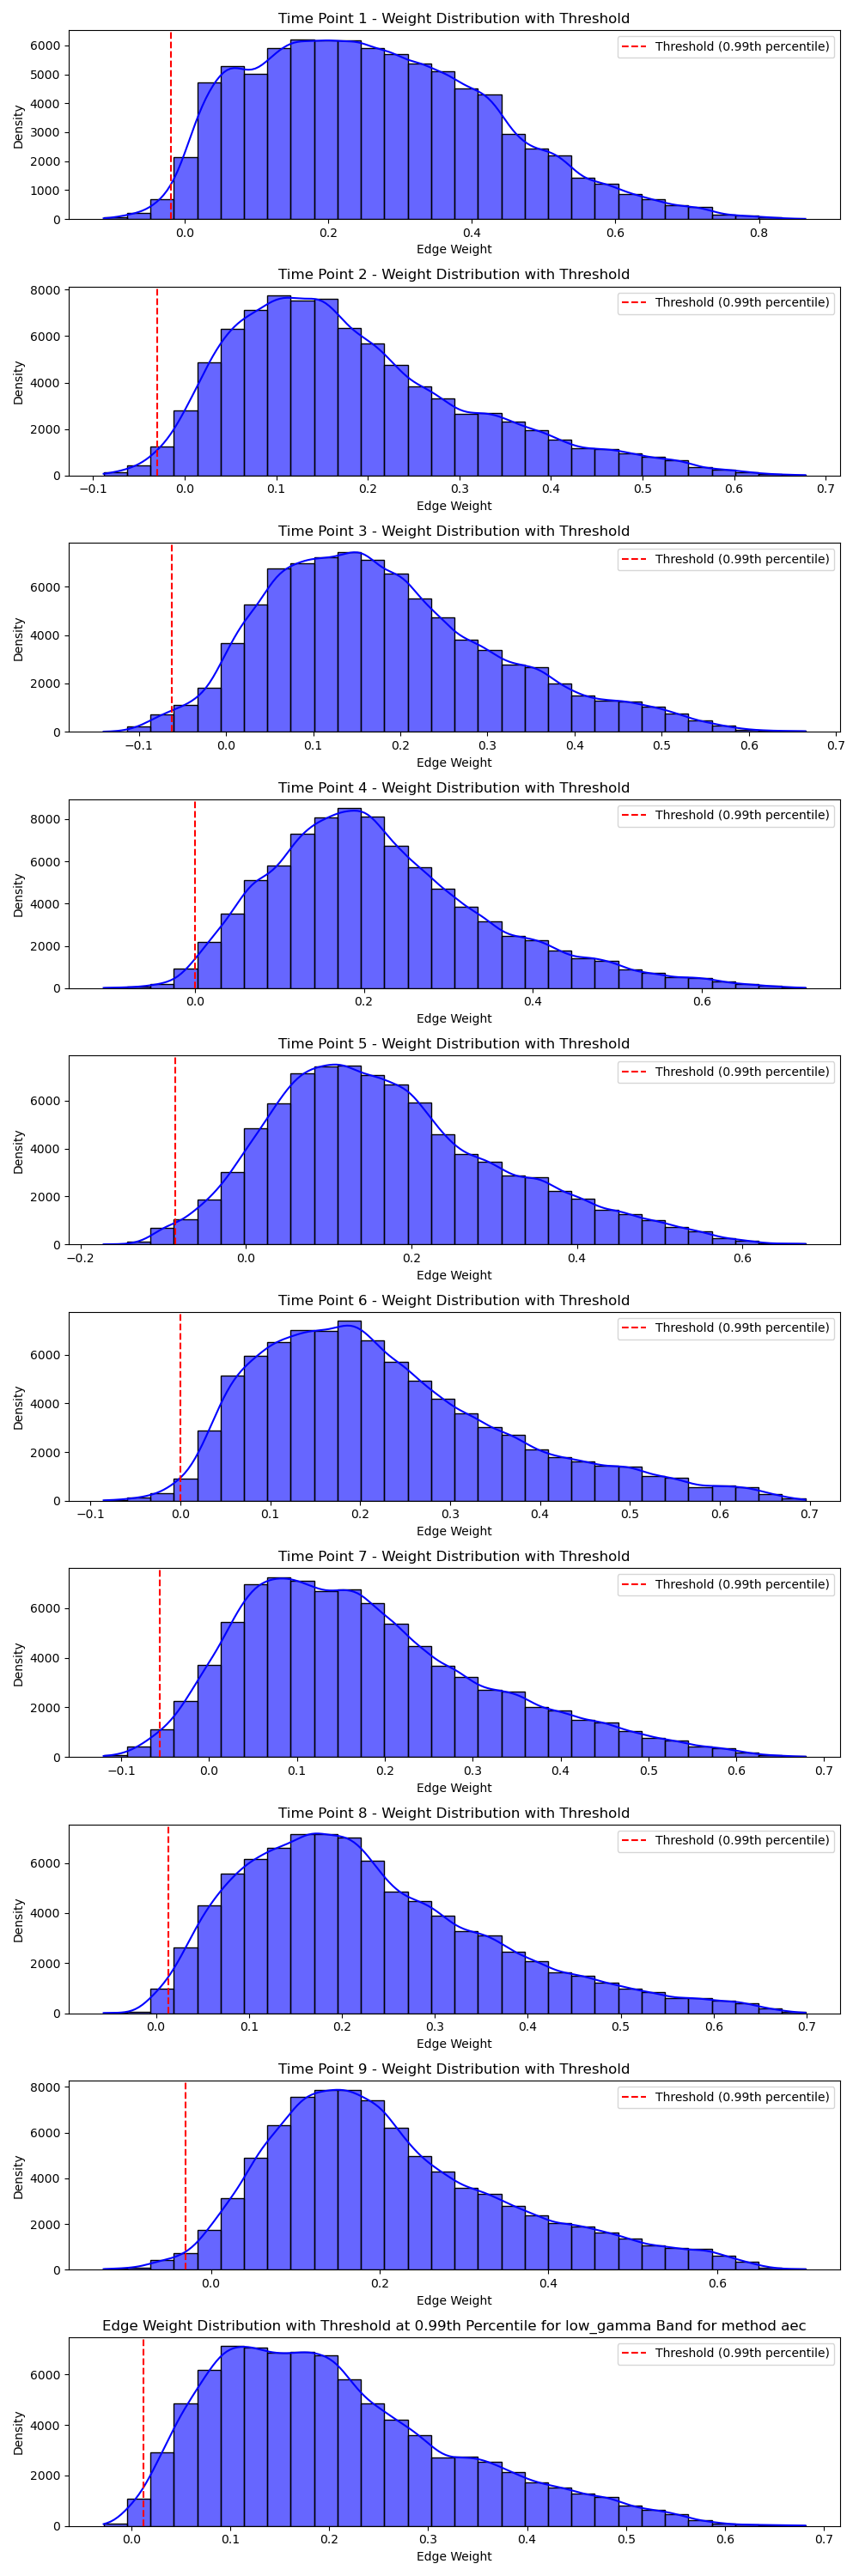 Time Point 1 - Weight Distribution with Threshold
Threshold (0.99th percentile)
Density
6000
5000
4000
3000
2000
1000
0
0.0 0.2 0.4 0.6 0.8
Edge Weight
Time Point 2 - Weight Distribution with Threshold
Threshold (0.99th percentile)
Density
8000
6000
4000
2000
0
−0.1 0.0 0.1 0.2 0.3 0.4 0.5 0.6 0.7
Edge Weight
Time Point 3 - Weight Distribution with Threshold
Threshold (0.99th percentile)
Density
6000
4000
2000
0
−0.1 0.0 0.1 0.2 0.3 0.4 0.5 0.6 0.7
Edge Weight
Time Point 4 - Weight Distribution with Threshold
Threshold (0.99th percentile)
Density
8000
6000
4000
2000
0
0.0 0.2 0.4 0.6
Edge Weight
Time Point 5 - Weight Distribution with Threshold
Threshold (0.99th percentile)
Density
6000
4000
2000
0
−0.2 0.0 0.2 0.4 0.6
Edge Weight
Time Point 6 - Weight Distribution with Threshold
Threshold (0.99th percentile)
Density
6000
4000
2000
0
−0.1 0.0 0.1 0.2 0.3 0.4 0.5 0.6 0.7
Edge Weight
Time Point 7 - Weight Distribution with Threshold
Threshold (0.99th percentile)
Density
6000
4000
2000
0
−0.1 0.0 0.1 0.2 0.3 0.4 0.5 0.6 0.7
Edge Weight
Time Point 8 - Weight Distribution with Threshold
Threshold (0.99th percentile)
Density
6000
4000
2000
0
0.0 0.1 0.2 0.3 0.4 0.5 0.6 0.7
Edge Weight
Time Point 9 - Weight Distribution with Threshold
Threshold (0.99th percentile)
Density
8000
6000
4000
2000
0
0.0 0.2 0.4 0.6
Edge Weight
Edge Weight Distribution with Threshold at 0.99th Percentile for low_gamma Band for method aec
Threshold (0.99th percentile)
Density
6000
4000
2000
0
0.0 0.1 0.2 0.3 0.4 0.5 0.6 0.7
Edge Weight